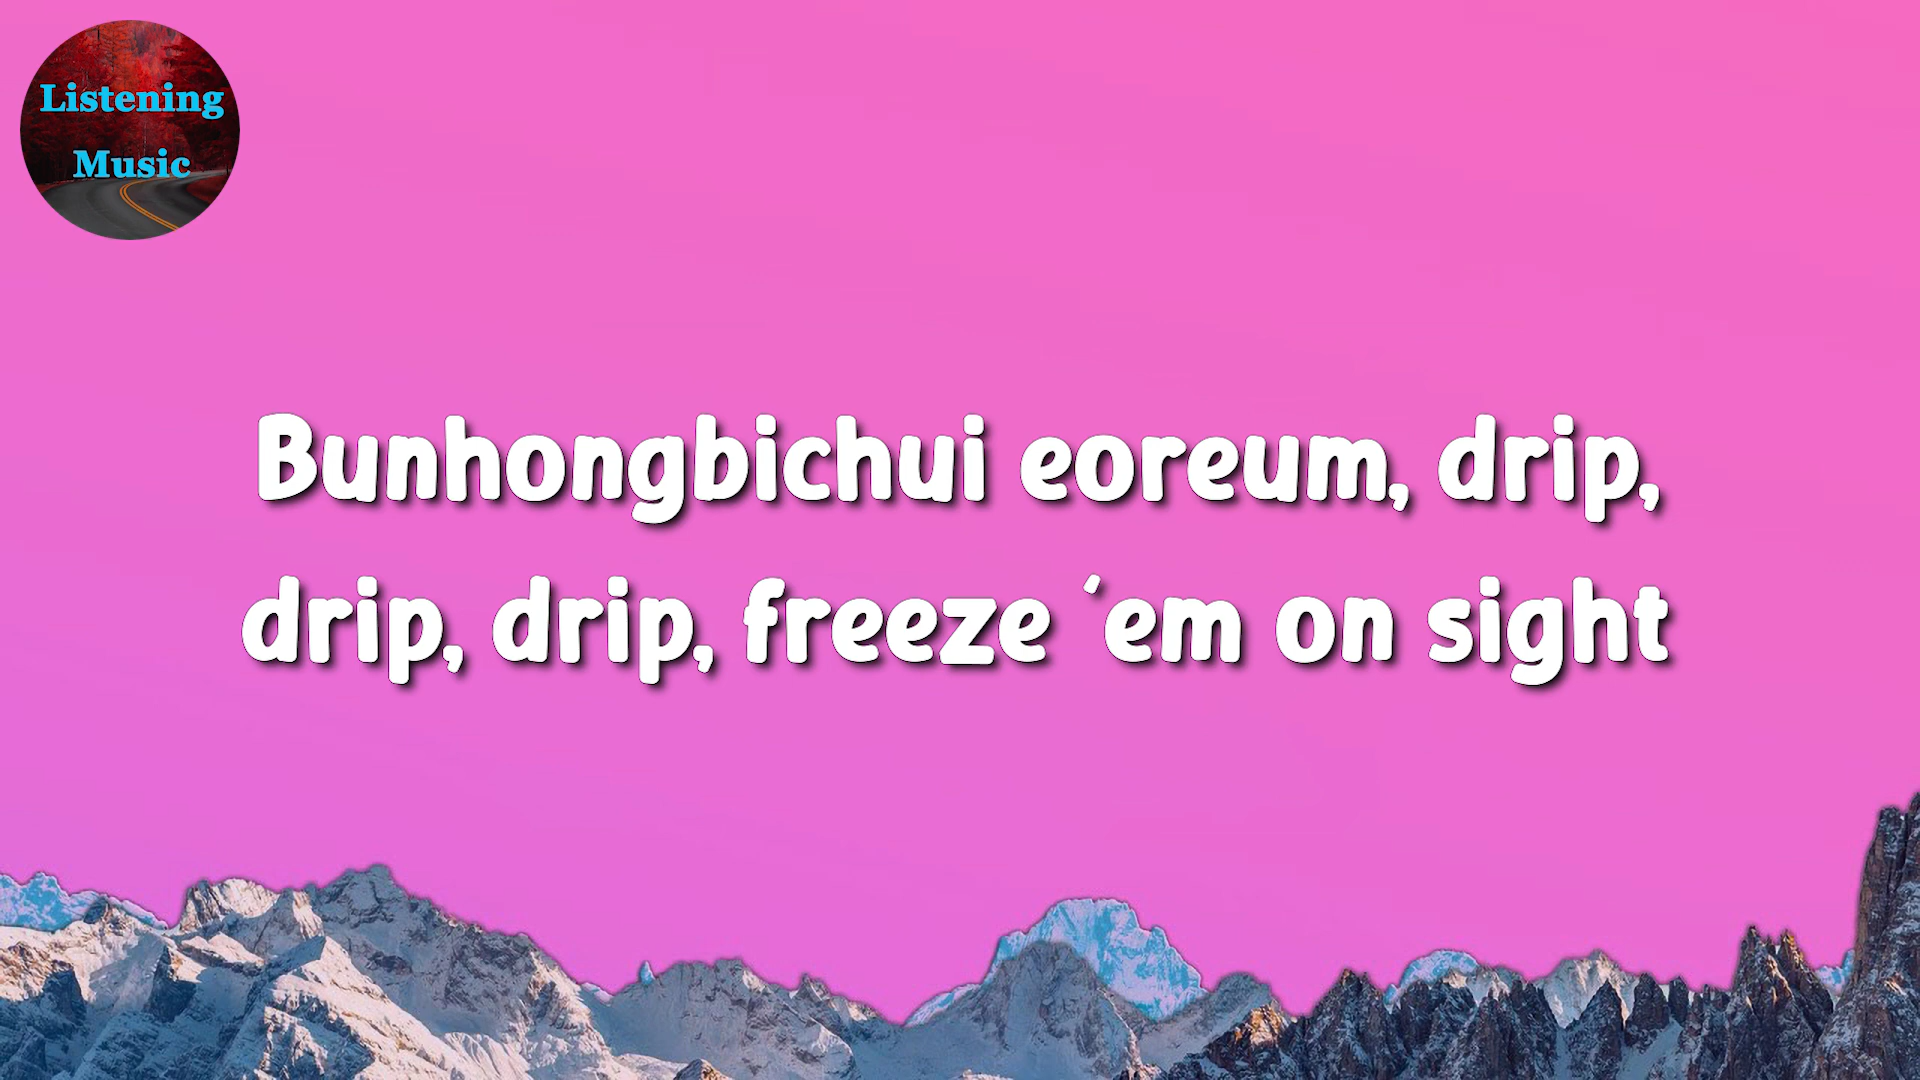 Listening
Music
Bunhongbichui eoreum, drip,
drip, drip, freeze 'em on sight